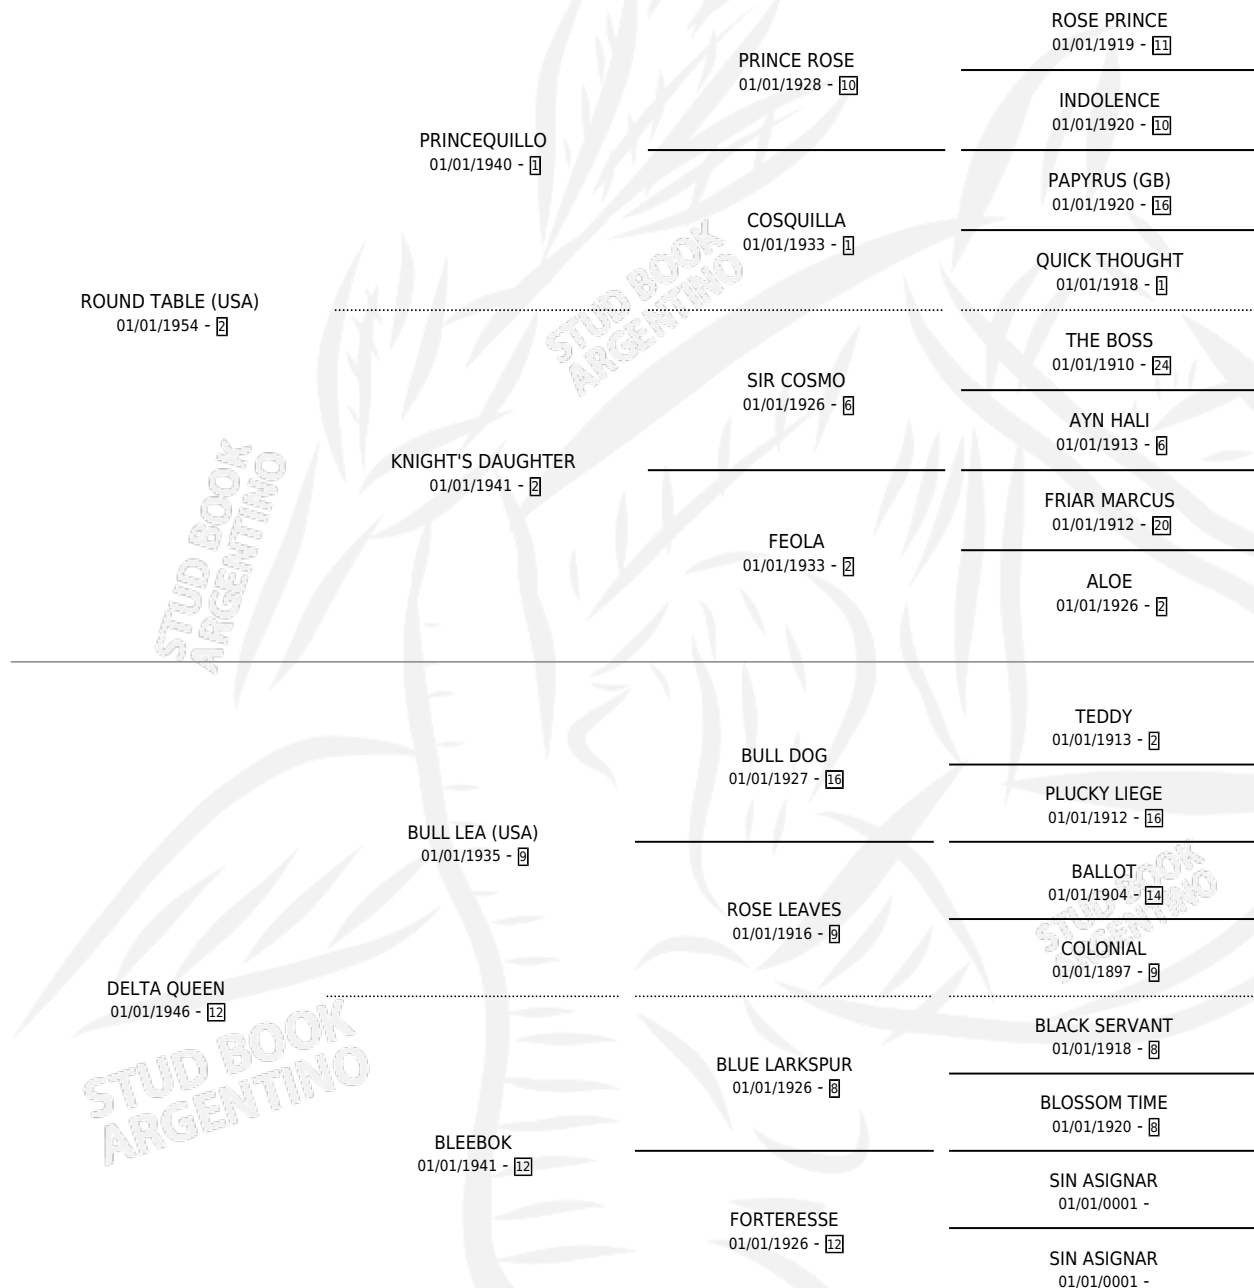 ROSE PRINCE
01/01/1919 - 11
PRINCE ROSE
01/01/1928 - 10
INDOLENCE
01/01/1920 - 10
PRINCEQUILLO
01/01/1940 - 1
PAPYRUS (GB)
01/01/1920 - 16
COSQUILLA
01/01/1933 - 1
QUICK THOUGHT
01/01/1918 - 1
ROUND TABLE (USA)
01/01/1954 - 2
STUD BOOK
ARGENTINO
THE BOSS
01/01/1910 - 24
SIR COSMO
01/01/1926 - 6
AYN HALI
01/01/1913 - 6
KNIGHT'S DAUGHTER
01/01/1941 - 2
FRIAR MARCUS
01/01/1912 - 20
FEOLA
01/01/1933 - 2
ALOE
01/01/1926 - 2
STUD BOOK
ARGENTINO
TEDDY
01/01/1913 - 2
BULL DOG
01/01/1927 - 16
PLUCKY LIEGE
01/01/1912 - 16
BULL LEA (USA)
01/01/1935 - 9
BALLOT
01/01/1904 - 14
STUD BOOK
ARGENTINO
ROSE LEAVES
01/01/1916 - 9
COLONIAL
01/01/1897 - 9
DELTA QUEEN
01/01/1946 - 12
STUD BOOK
ARGENTINO
BLACK SERVANT
01/01/1918 - 8
BLUE LARKSPUR
01/01/1926 - 8
BLOSSOM TIME
01/01/1920 - 8
BLEEBOK
01/01/1941 - 12
SIN ASIGNAR
01/01/0001 -
FORTERESSE
01/01/1926 - 12
SIN ASIGNAR
01/01/0001 -